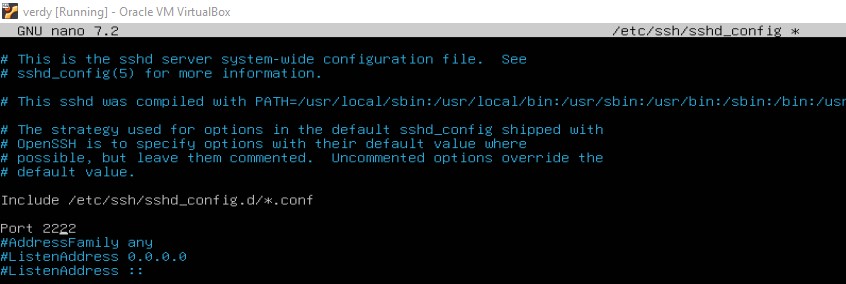 verdy [Running] - Oracle VM VirtualBox
GNU nano 7.2 /etc/ssh/sshd_config *
# This is the sshd server system-wide configuration file.  See
# sshd_config(5) for more information.
# This sshd was compiled with PATH=/usr/local/sbin:/usr/local/bin:/usr/sbin:/usr/bin:/sbin:/bin:/usr
# The strategy used for options in the default sshd_config shipped with
# OpenSSH is to specify options with their default value where
# possible, but leave them commented.  Uncommented options override the
# default value.
Include /etc/ssh/sshd_config.d/*.conf
Port 2222
#AddressFamily any
#ListenAddress 0.0.0.0
#ListenAddress ::